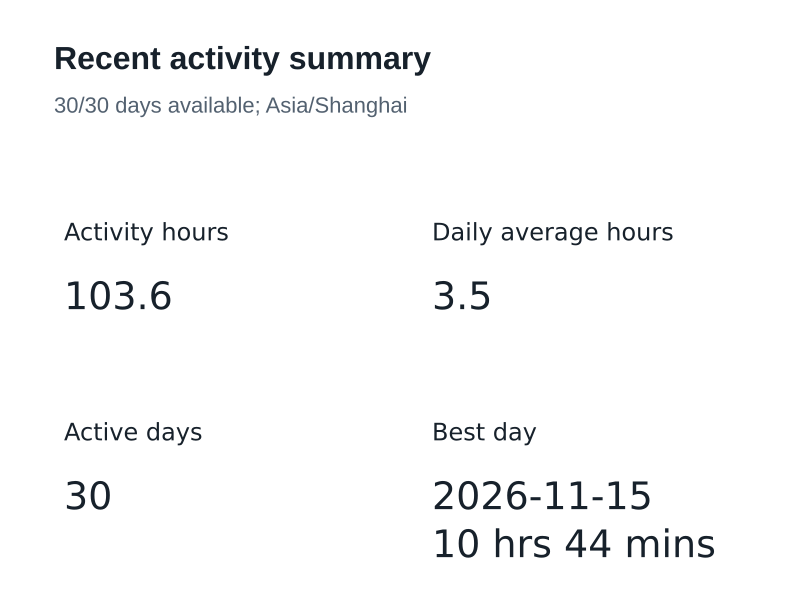 Recent activity summary
30/30 days available; Asia/Shanghai
Activity hours
103.6
Daily average hours
3.5
Active days
30
Best day
2026-11-15
10 hrs 44 mins